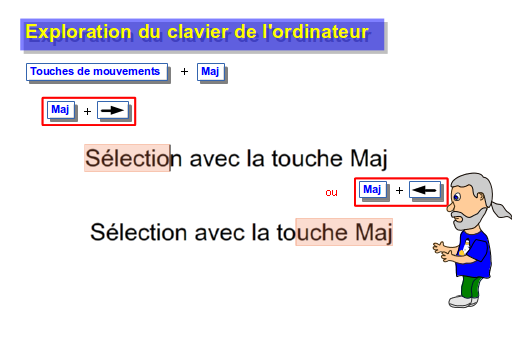 Exploration du clavier de l'ordinateur
Touches de mouvements + Maj
Maj +
Sélection avec la touche Maj
ou Maj +
Sélection avec la touche Maj